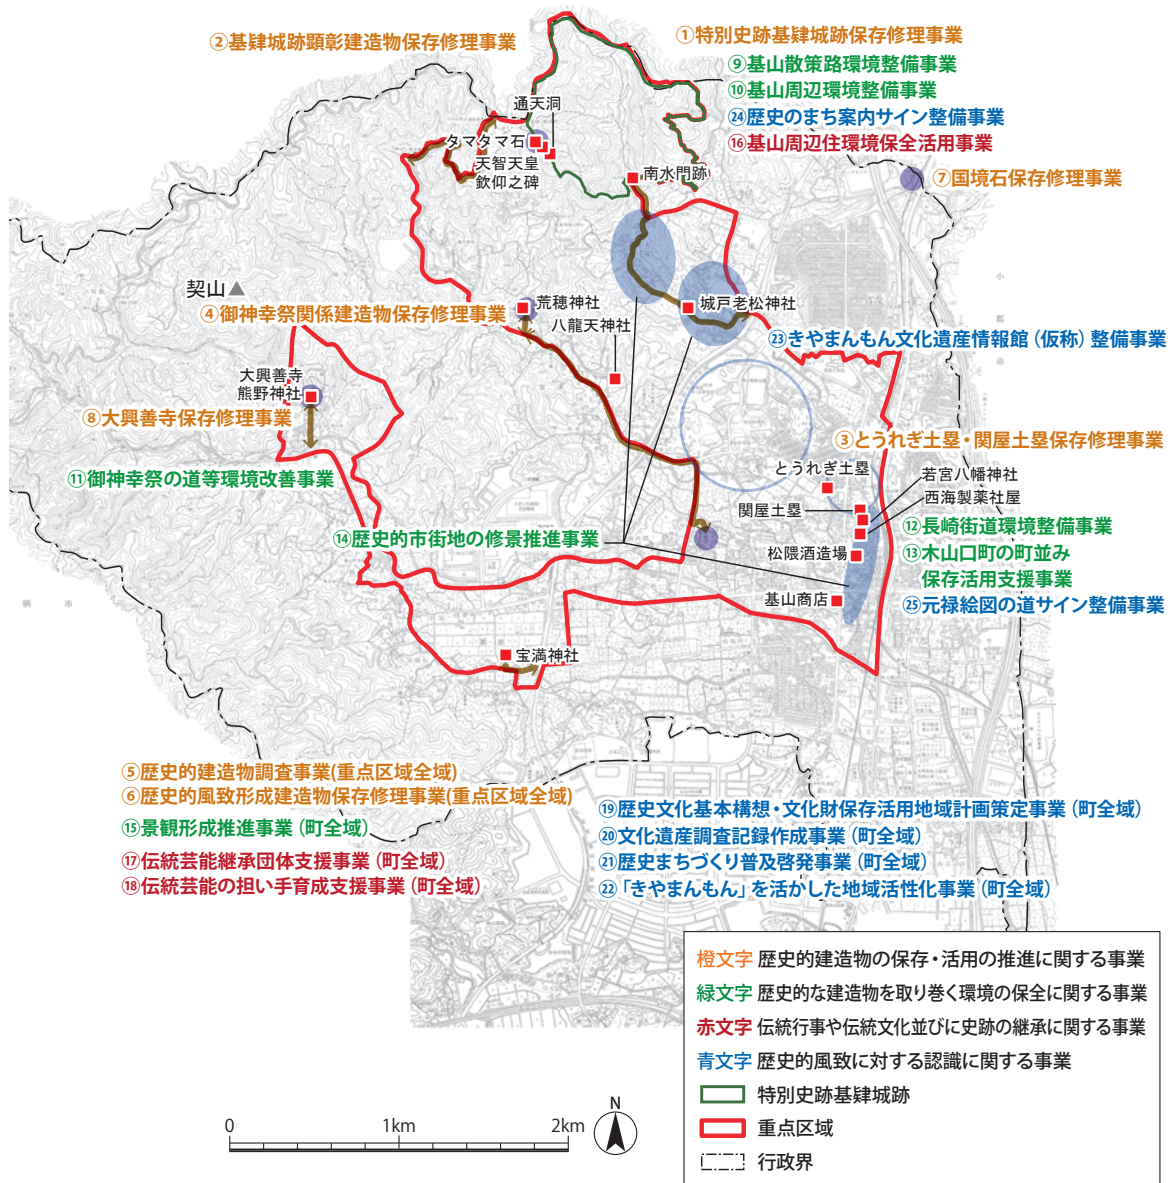 ②基肄城跡顕彰建造物保存修理事業
①特別史跡基肄城跡保存修理事業
⑨基山散策路環境整備事業
⑩基山周辺環境整備事業
㉔歴史のまち案内サイン整備事業
⑯基山周辺住環境保全活用事業
⑦国境石保存修理事業
通天洞
タマタマ石
天智天皇
欽仰之碑
南水門跡
契山
④御神幸祭関係建造物保存修理事業
荒穂神社
八龍天神社
城戸老松神社
㉓きやまんもん文化遺産情報館（仮称）整備事業
大興善寺
熊野神社
⑧大興善寺保存修理事業
⑪御神幸祭の道等環境改善事業
③とうれぎ土塁・関屋土塁保存修理事業
とうれぎ土塁
若宮八幡神社
関屋土塁
西海製薬社屋
⑭歴史的市街地の修景推進事業
松隈酒造場
⑫長崎街道環境整備事業
⑬木山口町の町並み
保存活用支援事業
基山商店
㉕元禄絵図の道サイン整備事業
宝満神社
小
郡
市
栖
市
⑤歴史的建造物調査事業(重点区域全域)
⑥歴史的風致形成建造物保存修理事業(重点区域全域)
⑮景観形成推進事業（町全域）
⑰伝統芸能継承団体支援事業（町全域）
⑱伝統芸能の担い手育成支援事業（町全域）
⑲歴史文化基本構想・文化財保存活用地域計画策定事業（町全域）
⑳文化遺産調査記録作成事業（町全域）
㉑歴史まちづくり普及啓発事業（町全域）
㉒「きやまんもん」を活かした地域活性化事業（町全域）
橙文字 歴史的建造物の保存・活用の推進に関する事業
緑文字 歴史的な建造物を取り巻く環境の保全に関する事業
赤文字 伝統行事や伝統文化並びに史跡の継承に関する事業
青文字 歴史的風致に対する認識に関する事業
特別史跡基肄城跡
重点区域
行政界
0 1km 2km
N